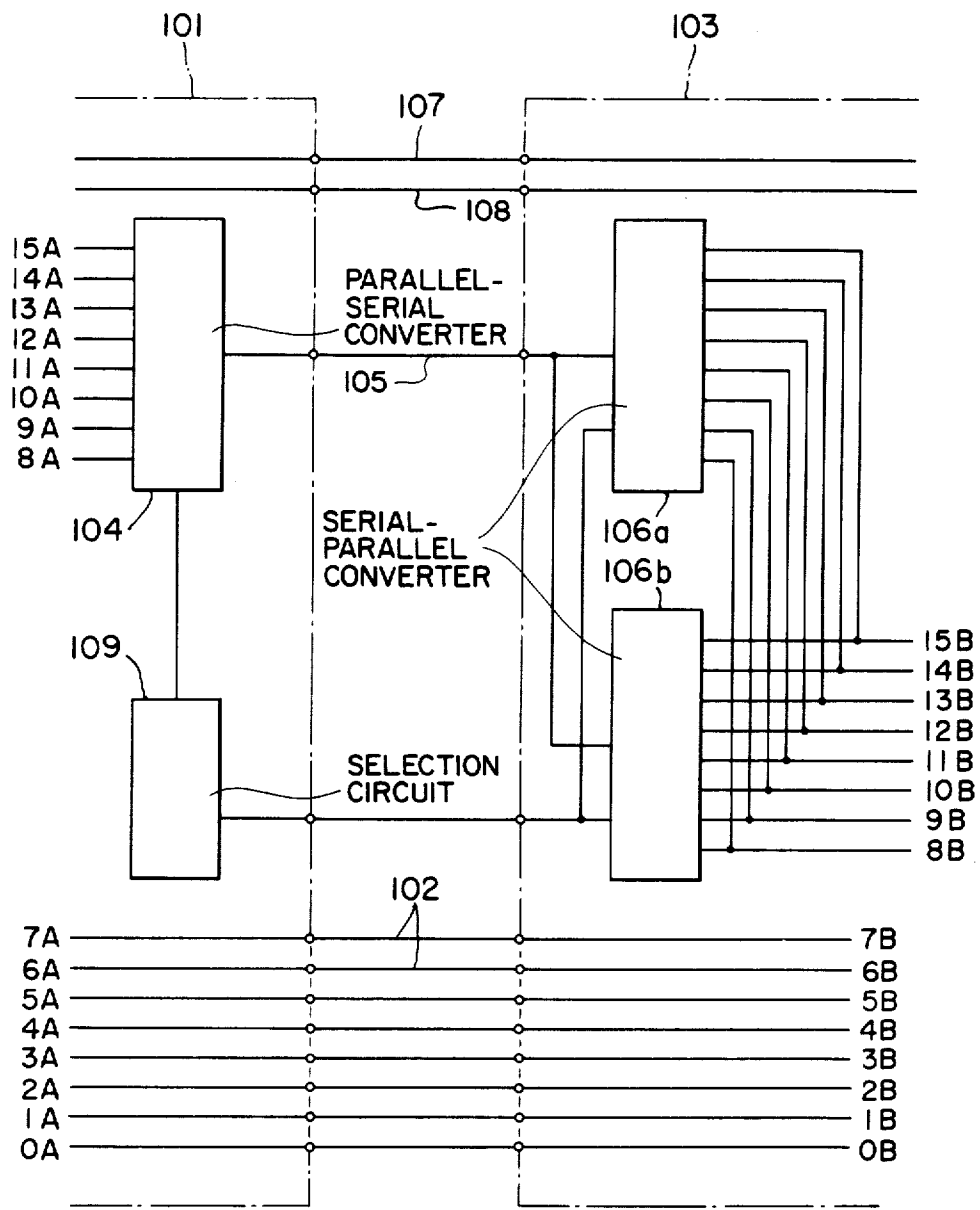 101
103
107
108
15A
14A
13A
12A
11A
10A
9A
8A
PARALLEL-
SERIAL
CONVERTER
105
104
106a
SERIAL-
PARALLEL
CONVERTER
106b
109
15B
14B
13B
12B
11B
10B
9B
8B
SELECTION
CIRCUIT
102
7A 7B
6A 6B
5A 5B
4A 4B
3A 3B
2A 2B
1A 1B
0A 0B